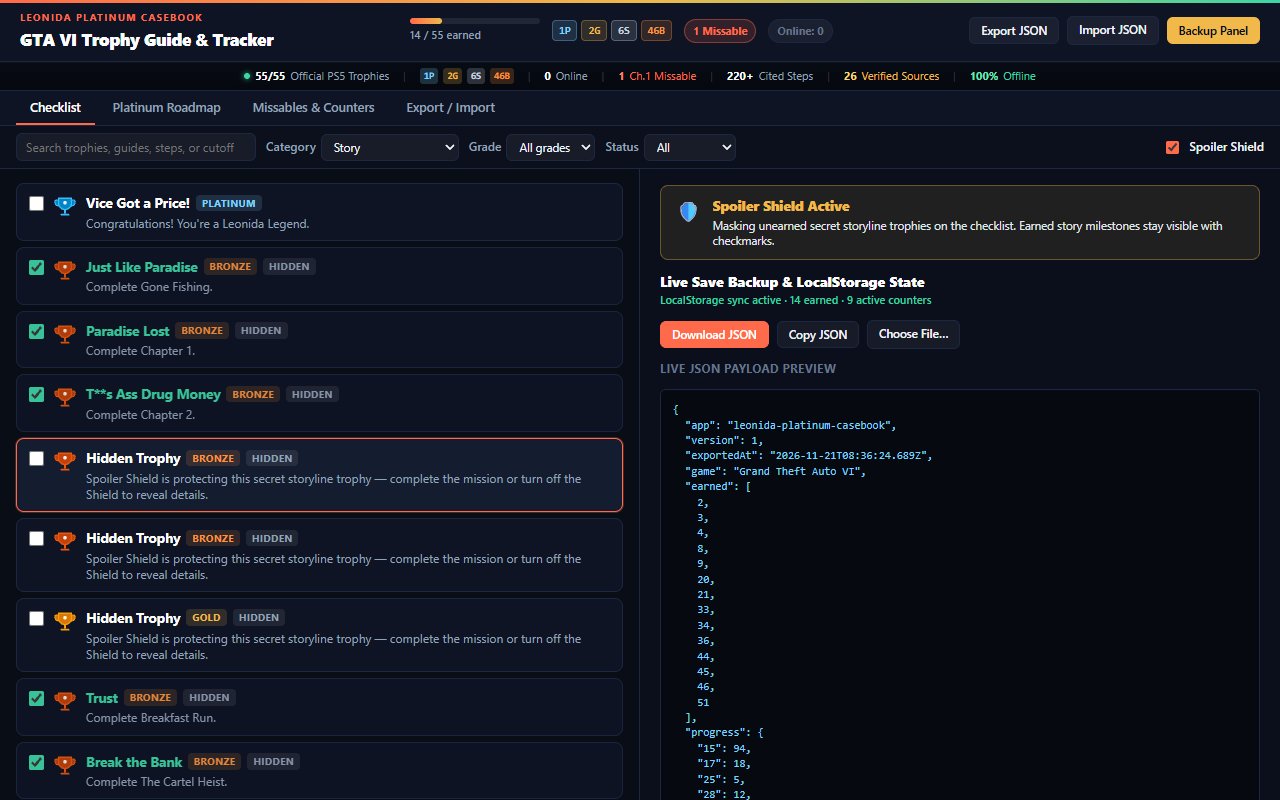 LEONIDA PLATINUM CASEBOOK
GTA VI Trophy Guide & Tracker
14 / 55 earned
1P 2G 6S 46B
1 Missable
Online: 0
Export JSON
Import JSON
Backup Panel
55/55 Official PS5 Trophies
1P 2G 6S 46B
0 Online
1 Ch.1 Missable
220+ Cited Steps
26 Verified Sources
100% Offline
Checklist
Platinum Roadmap
Missables & Counters
Export / Import
Search trophies, guides, steps, or cutoff
Category Story
Grade All grades
Status All
Spoiler Shield
Vice Got a Price! PLATINUM
Congratulations! You're a Leonida Legend.
Just Like Paradise BRONZE HIDDEN
Complete Gone Fishing.
Paradise Lost BRONZE HIDDEN
Complete Chapter 1.
T**s Ass Drug Money BRONZE HIDDEN
Complete Chapter 2.
Hidden Trophy BRONZE HIDDEN
Spoiler Shield is protecting this secret storyline trophy — complete the mission or turn off the
Shield to reveal details.
Hidden Trophy BRONZE HIDDEN
Spoiler Shield is protecting this secret storyline trophy — complete the mission or turn off the
Shield to reveal details.
Hidden Trophy GOLD HIDDEN
Spoiler Shield is protecting this secret storyline trophy — complete the mission or turn off the
Shield to reveal details.
Trust BRONZE HIDDEN
Complete Breakfast Run.
Break the Bank BRONZE HIDDEN
Complete The Cartel Heist.
Spoiler Shield Active
Masking unearned secret storyline trophies on the checklist. Earned story milestones stay visible with
checkmarks.
Live Save Backup & LocalStorage State
LocalStorage sync active · 14 earned · 9 active counters
Download JSON
Copy JSON
Choose File...
LIVE JSON PAYLOAD PREVIEW
{
"app": "leonida-platinum-casebook",
"version": 1,
"exportedAt": "2026-11-21T08:36:24.689Z",
"game": "Grand Theft Auto VI",
"earned": [
2,
3,
4,
8,
9,
20,
21,
33,
34,
36,
44,
45,
46,
51
],
"progress": {
"15": 94,
"17": 18,
"25": 5,
"28": 12,